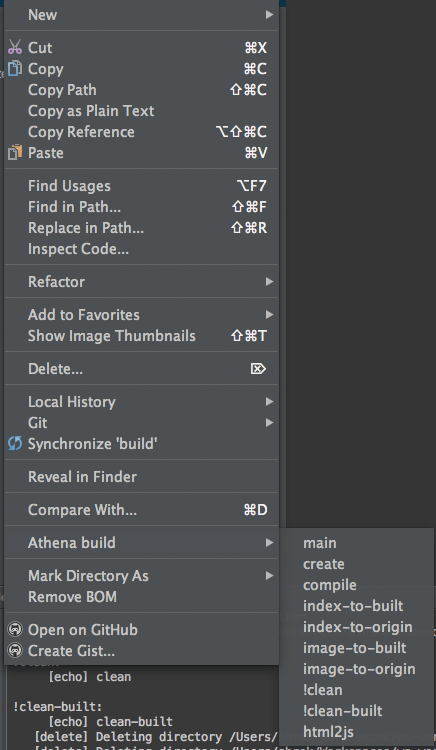 New
Cut ⌘X
Copy ⌘C
Copy Path ⇧⌘C
Copy as Plain Text
Copy Reference ⌥⇧⌘C
Paste ⌘V
Find Usages ⌥F7
Find in Path... ⇧⌘F
Replace in Path... ⇧⌘R
Inspect Code...
Refactor
Add to Favorites
Show Image Thumbnails ⇧⌘T
Delete... ⌦
Local History
Git
Synchronize 'build'
Reveal in Finder
Compare With... ⌘D
Athena build
Mark Directory As
Remove BOM
Open on GitHub
Create Gist...
main
create
compile
index-to-built
index-to-origin
image-to-built
image-to-origin
!clean
!clean-built
html2js
[echo] clean
!clean-built:
[echo] clean-built
[delete] Deleting directory /Users/
[delete] Deleting directory